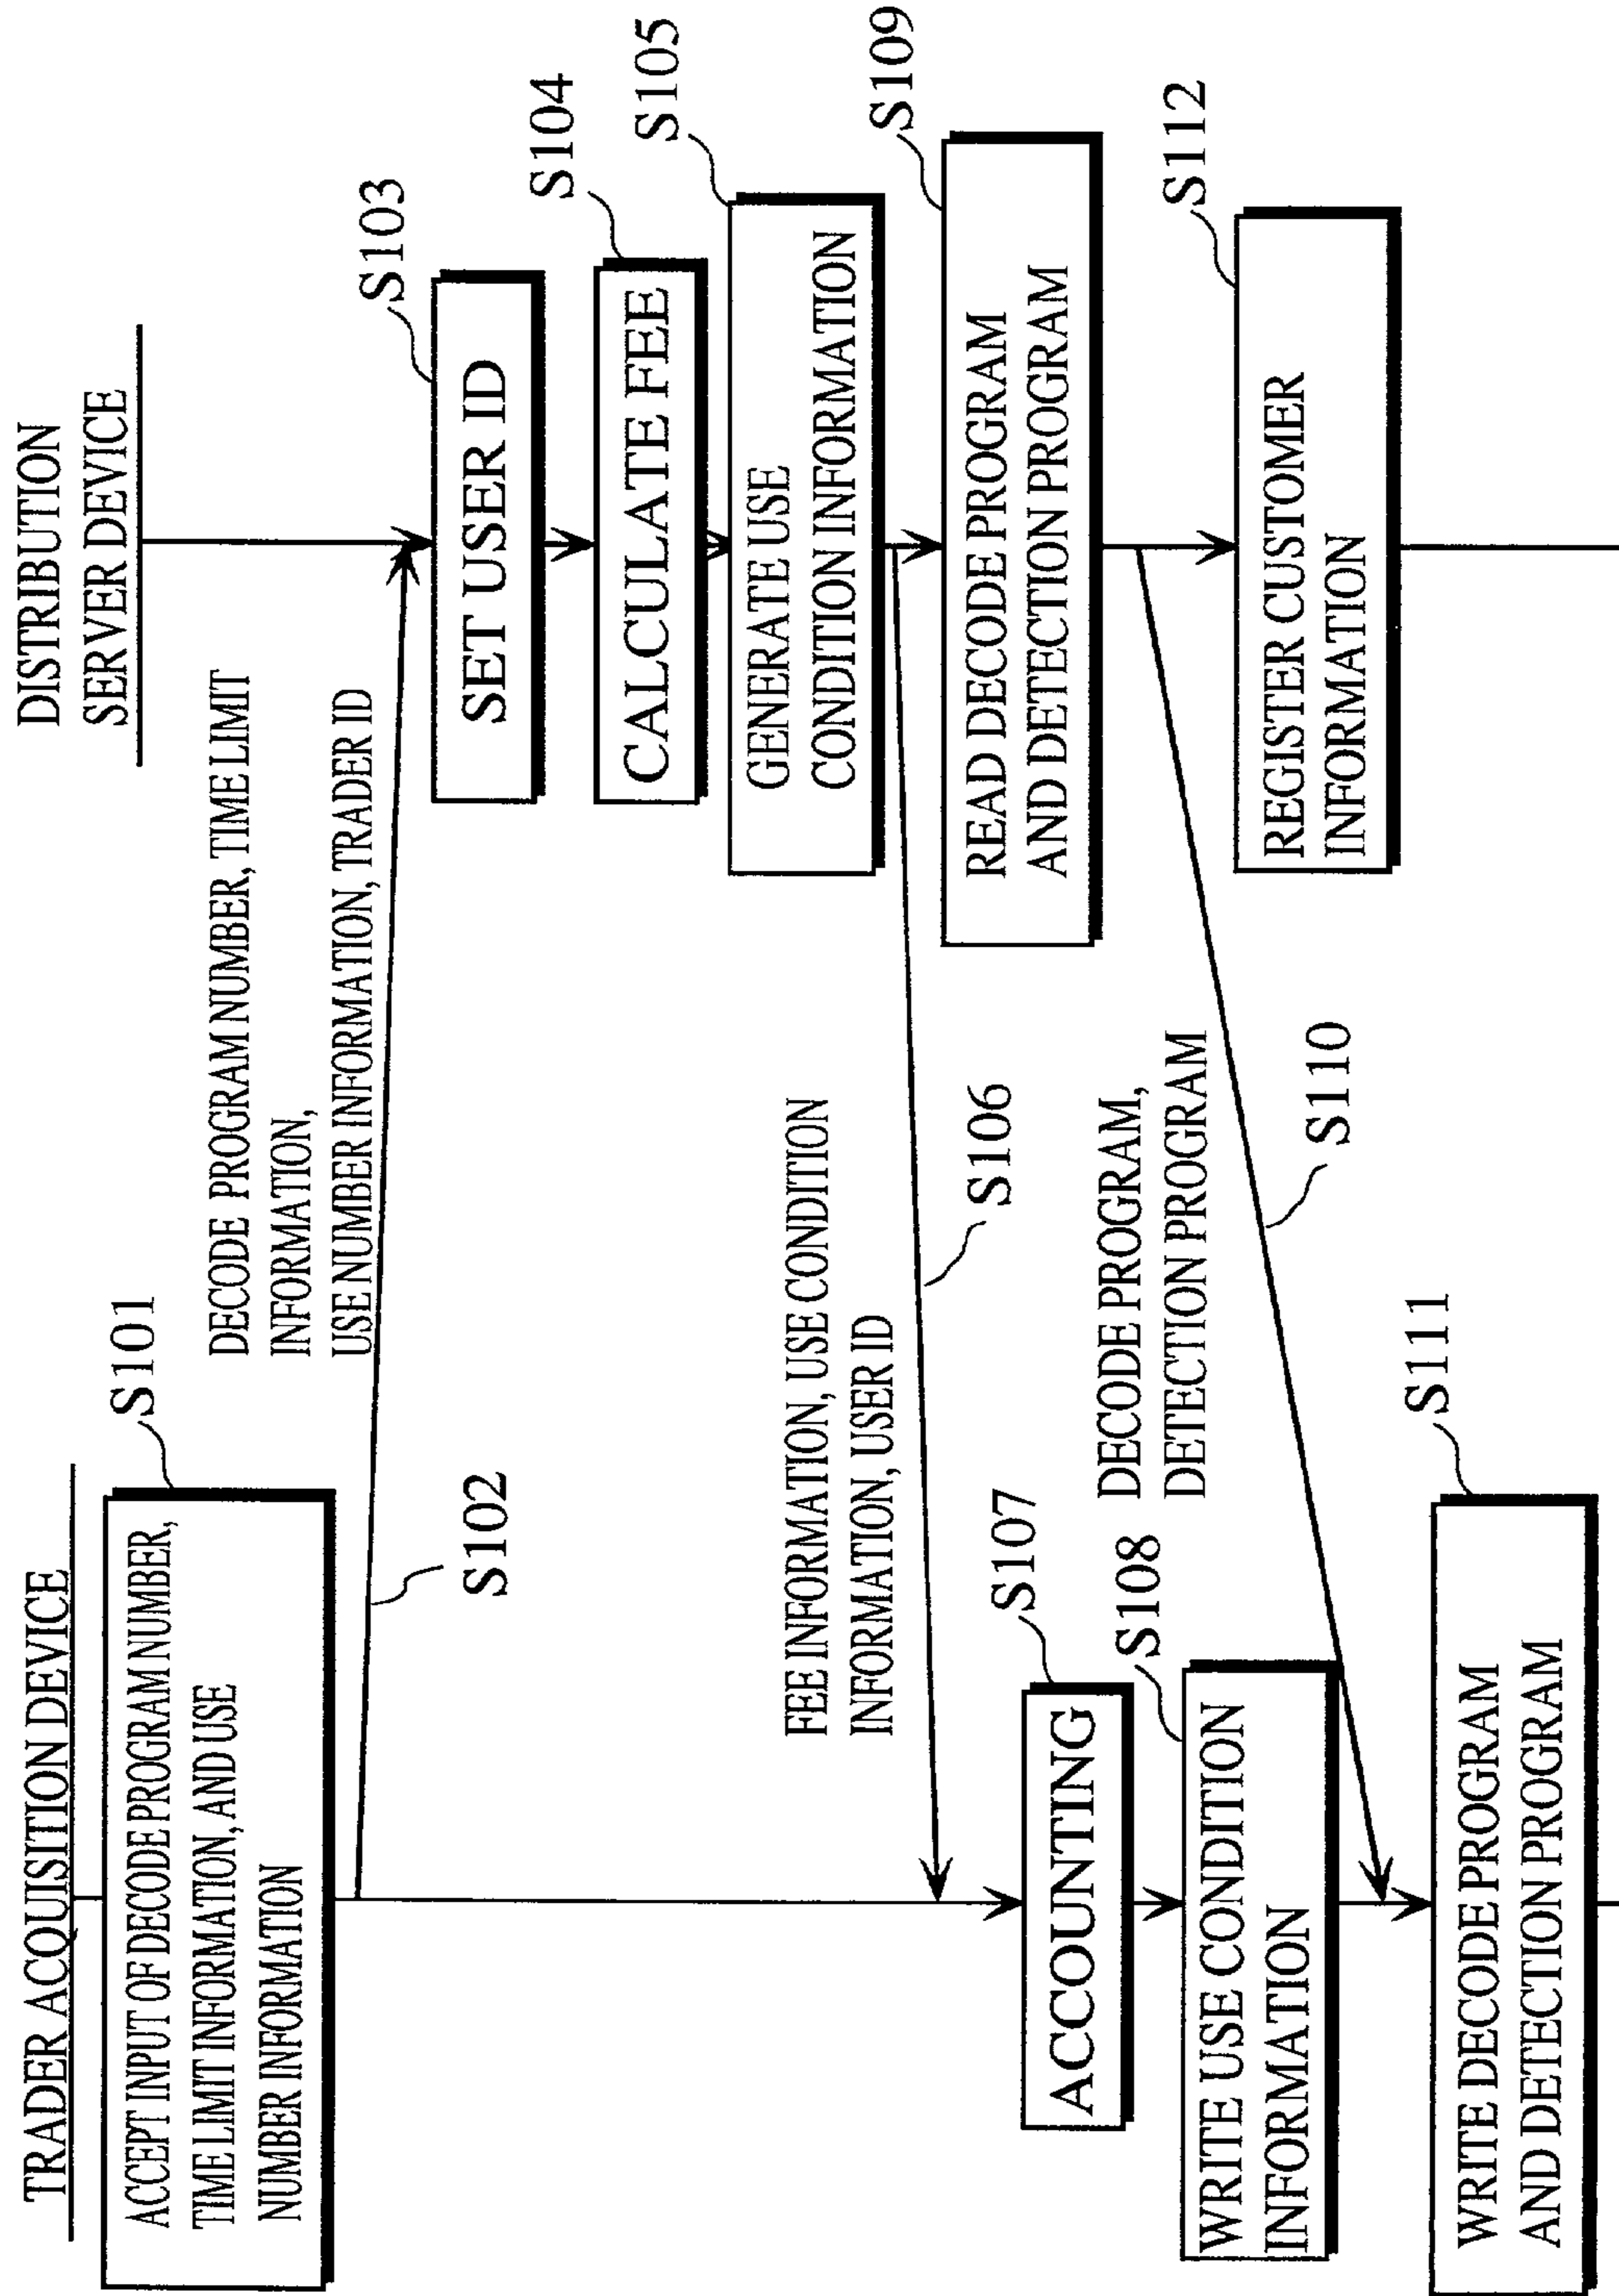 TRADER ACQUISITION DEVICE
DISTRIBUTION
SERVER DEVICE
S101
ACCEPT INPUT OF DECODE PROGRAM NUMBER,
TIME LIMIT INFORMATION, AND USE
NUMBER INFORMATION
DECODE PROGRAM NUMBER, TIME LIMIT
INFORMATION,
USE NUMBER INFORMATION, TRADER ID
S102
S103
SET USER ID
S104
CALCULATE FEE
S105
GENERATE USE
CONDITION INFORMATION
FEE INFORMATION, USE CONDITION
INFORMATION, USER ID
S106
S107
ACCOUNTING
S108
WRITE USE CONDITION
INFORMATION
S109
READ DECODE PROGRAM
AND DETECTION PROGRAM
DECODE PROGRAM,
DETECTION PROGRAM
S110
S111
WRITE DECODE PROGRAM
AND DETECTION PROGRAM
S112
REGISTER CUSTOMER
INFORMATION